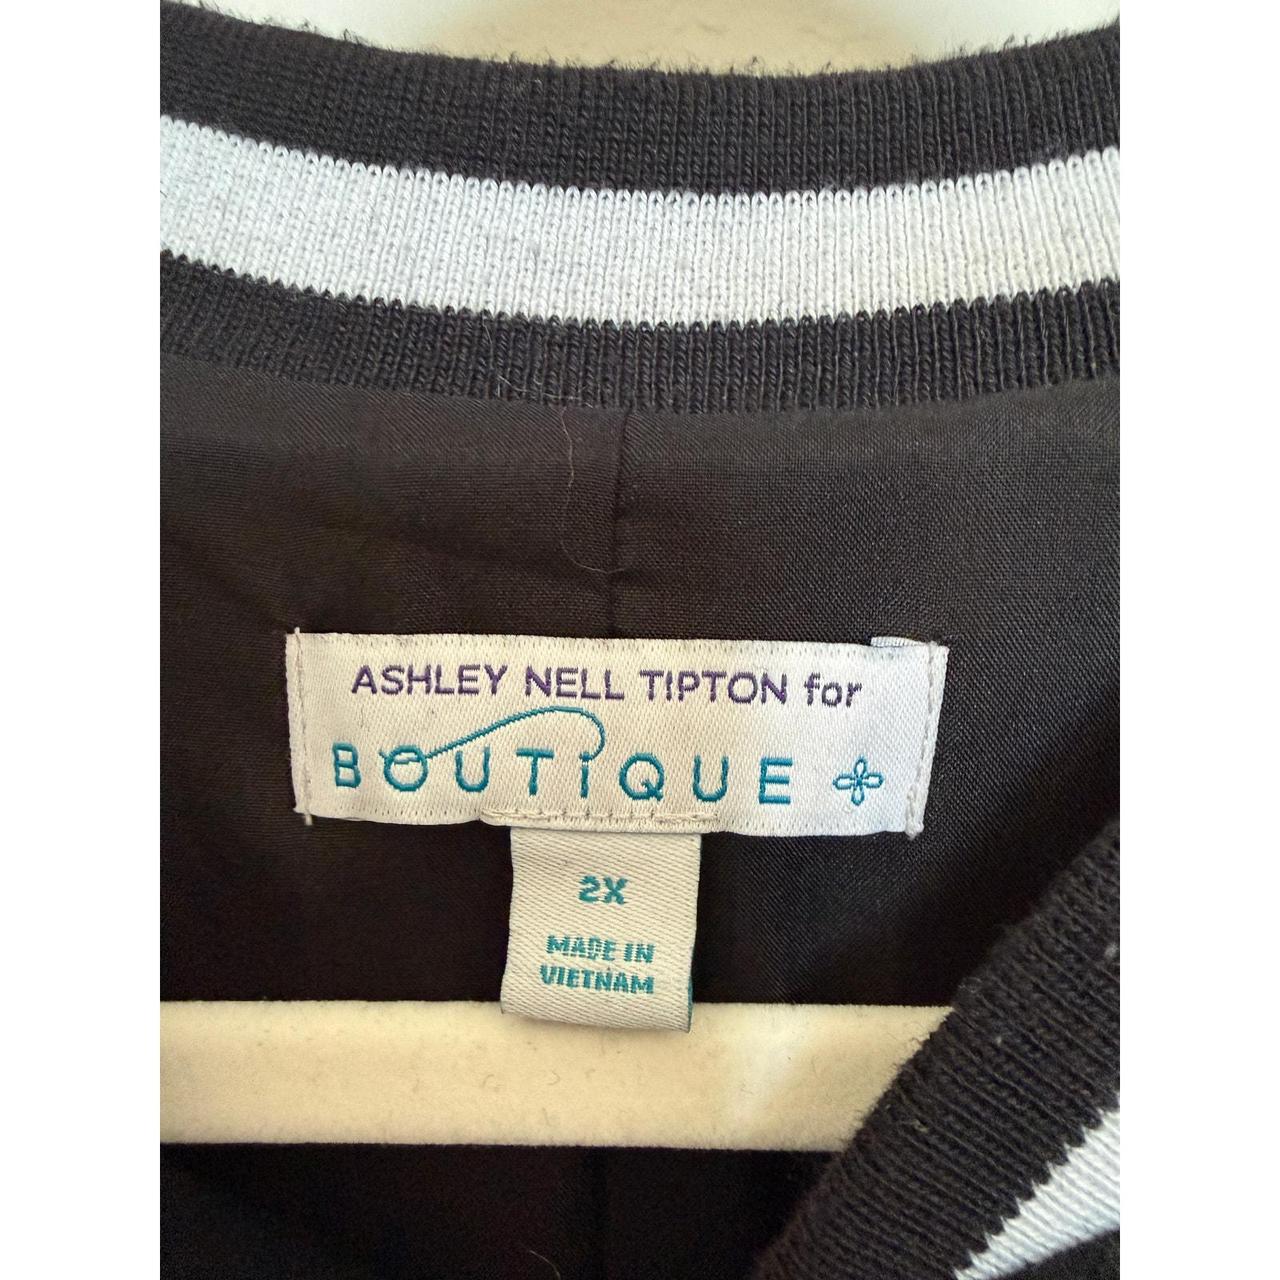 ASHLEY NELL TIPTON for
BOUTiQUE +
2X
MADE IN
VIETNAM